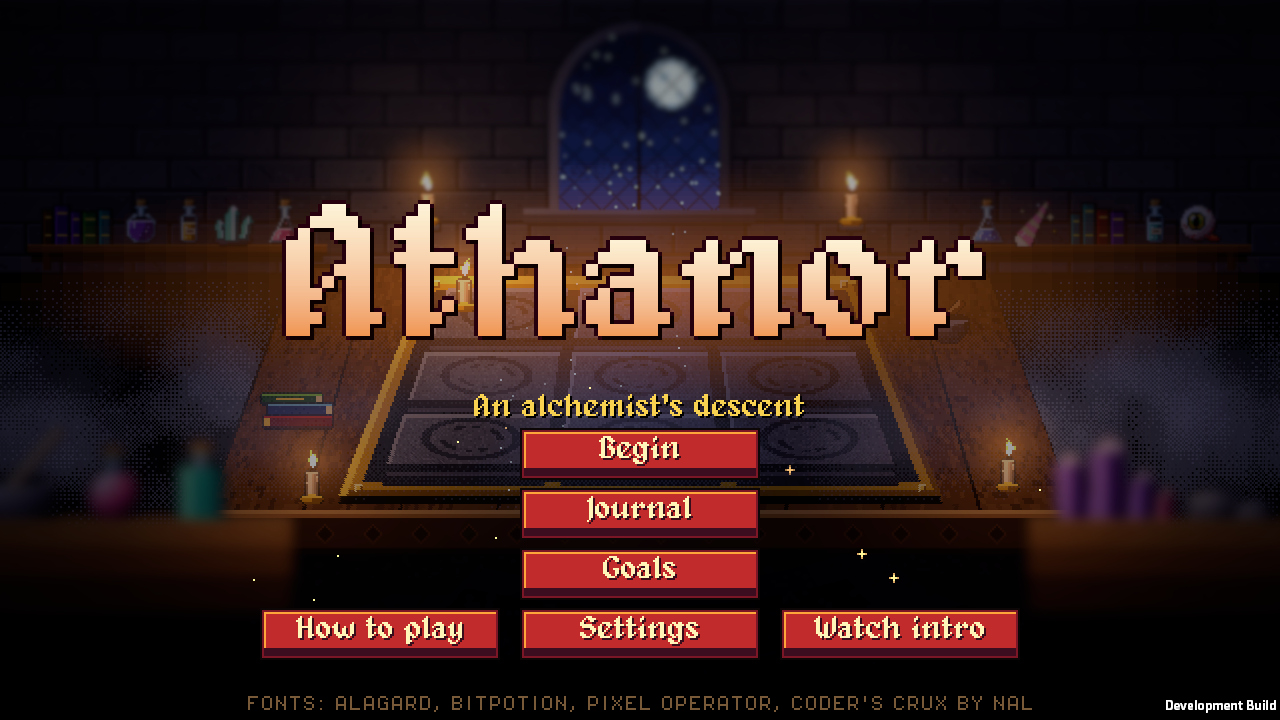 Athanor
An alchemist's descent
Begin
Journal
Goals
How to play
Settings
Watch intro
FONTS: ALAGARD, BITPOTION, PIXEL OPERATOR, CODER'S CRUX BY NAL
Development Build